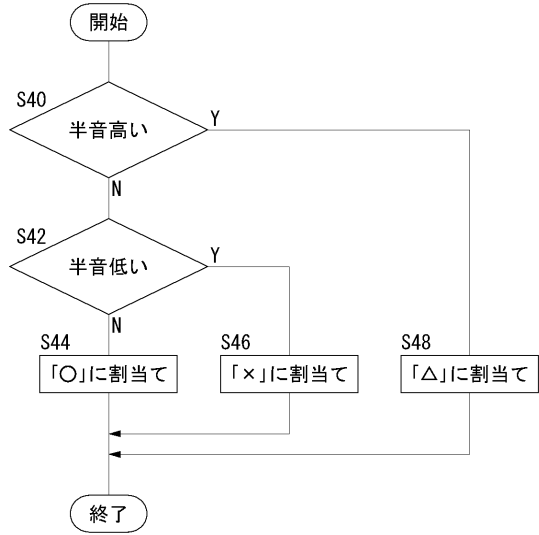 開始
S40
半音高い
Y
N
S42
半音低い
Y
N
S44
「○」に割当て
S46
「×」に割当て
S48
「△」に割当て
終了